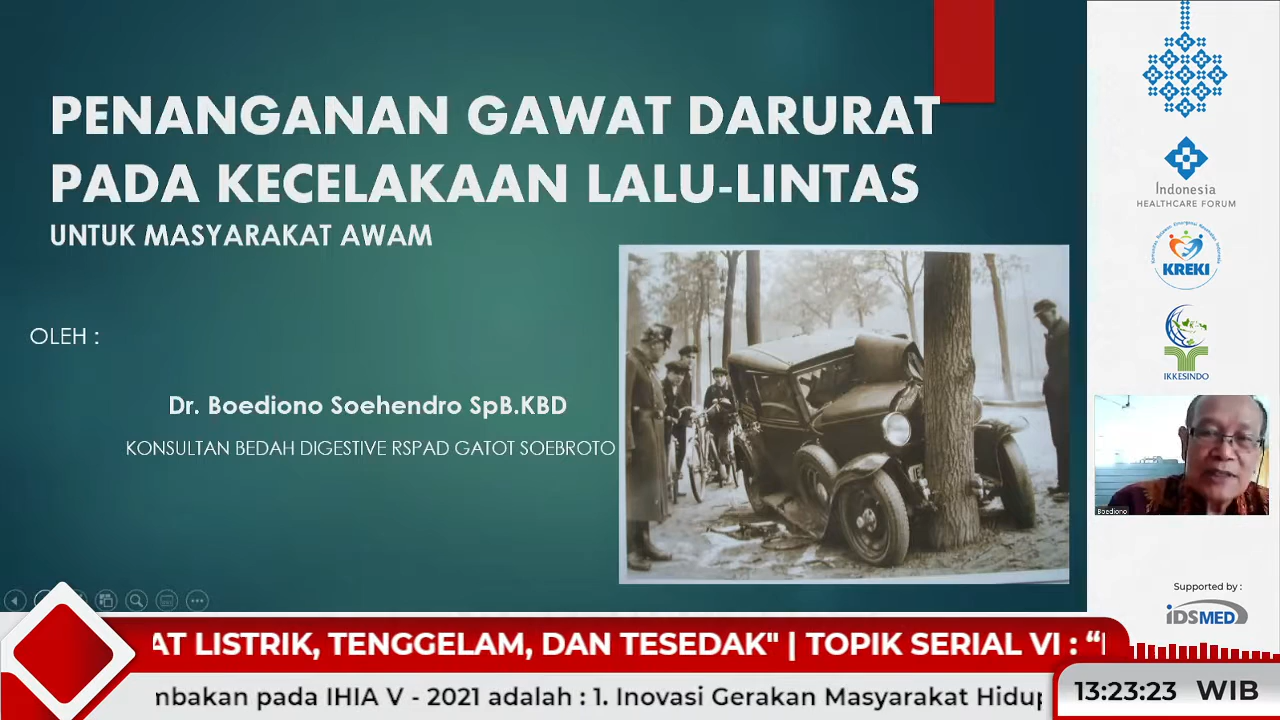 PENANGANAN GAWAT DARURAT
PADA KECELAKAAN LALU-LINTAS
UNTUK MASYARAKAT AWAM
OLEH :
Dr. Boediono Soehendro SpB.KBD
KONSULTAN BEDAH DIGESTIVE RSPAD GATOT SOEBROTO
Indonesia
HEALTHCARE FORUM
KREKI
IKKESINDO
Boediono
Supported by :
IDSMED
AT LISTRIK, TENGGELAM, DAN TESEDAK" | TOPIK SERIAL VI : “
mbakan pada IHIA V - 2021 adalah : 1. Inovasi Gerakan Masyarakat Hidup
13:23:23 WIB